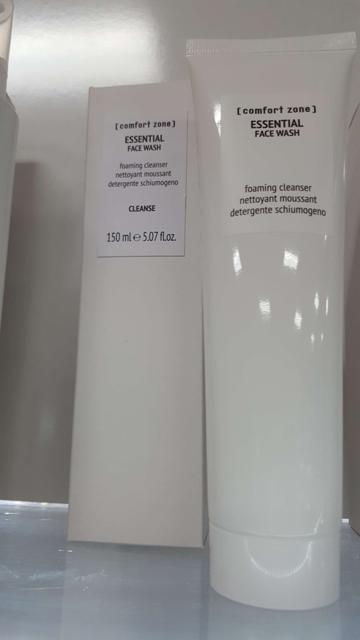 [comfort zone]
ESSENTIAL
FACE WASH
foaming cleanser
nettoyant moussant
detergente schiumogeno
CLEANSE
150 ml ℮ 5.07 fl.oz.
[comfort zone]
ESSENTIAL
FACE WASH
foaming cleanser
nettoyant moussant
detergente schiumogeno